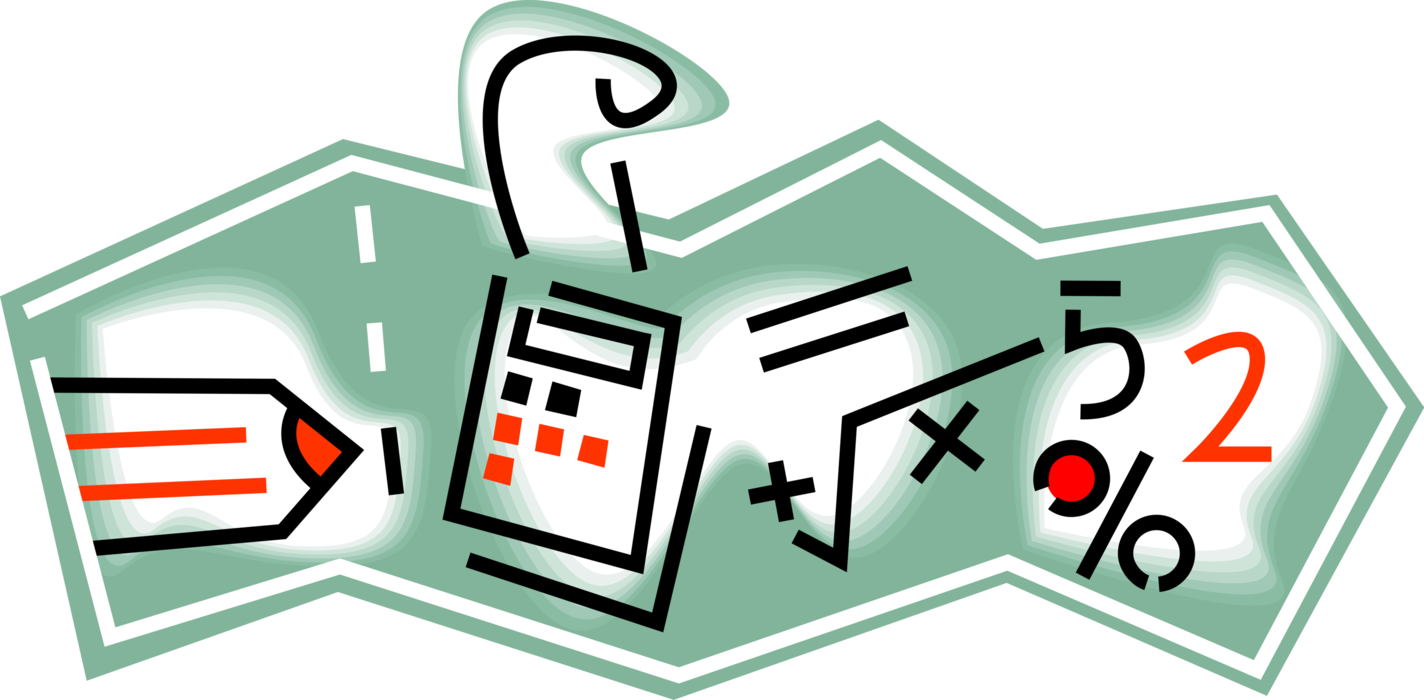 = + √ × 5 2 %